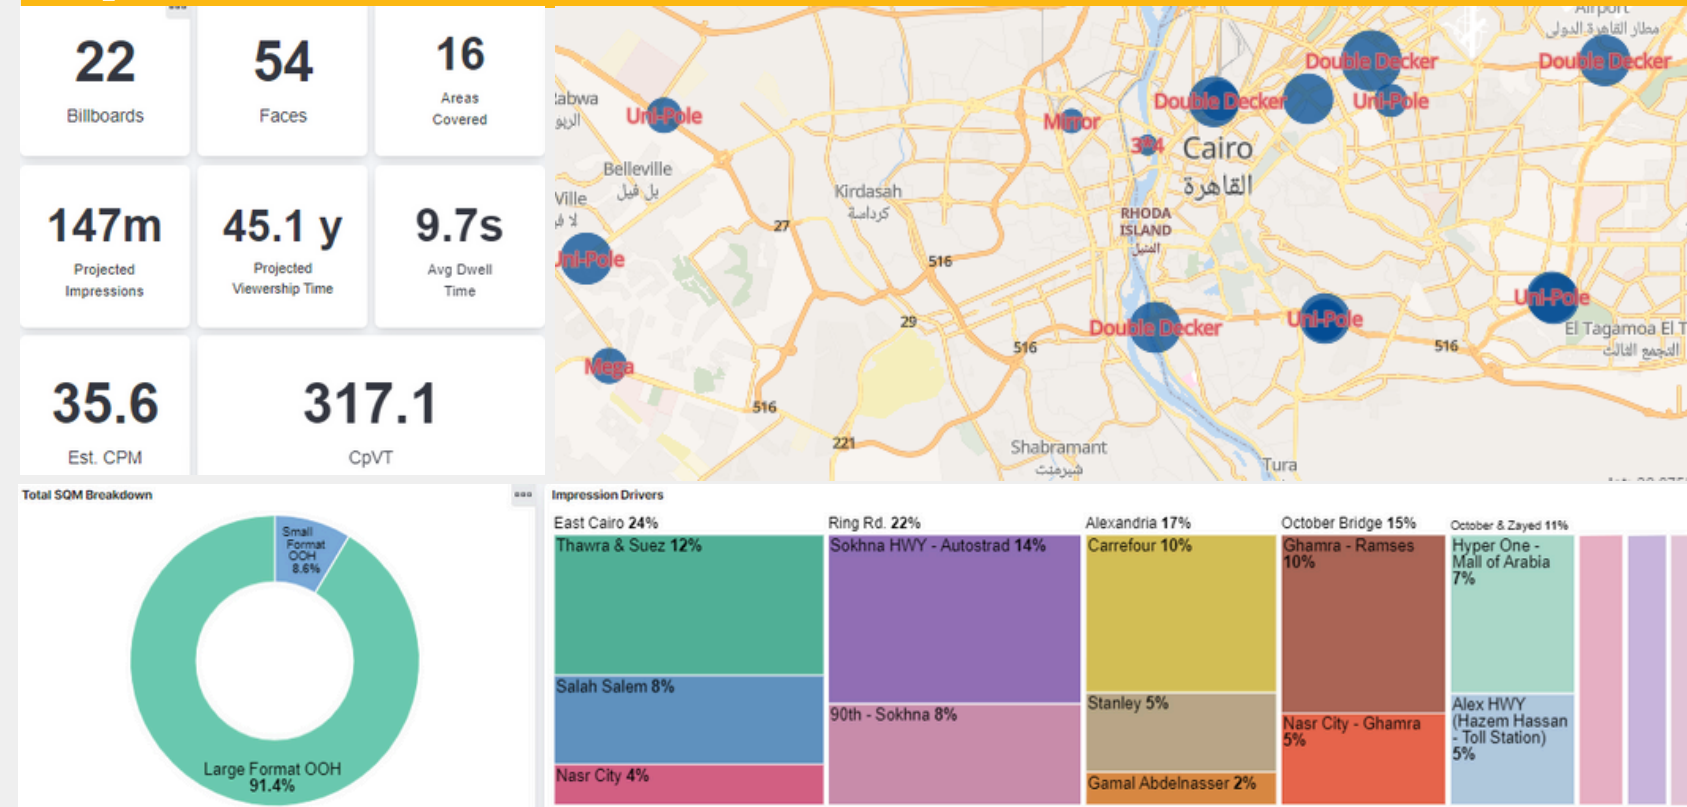 22
Billboards
54
Faces
16
Areas
Covered
147m
Projected
Impressions
45.1 y
Projected
Viewership Time
9.7s
Avg Dwell
Time
35.6
Est. CPM
317.1
CpVT
Airport
مطار القاهرة الدولي
Double Decker
Double Decker
Double Decker
Uni-Pole
Uni-Pole
Mirror
3*4
Cairo
القاهرة
Belleville
بل فيل
Ville
Kirdasah
كرداسة
RHODA
ISLAND
المنيل
27
516
Uni-Pole
29
516
Double Decker
Uni-Pole
Uni-Pole
516
El Tagamoa El T
التجمع الثالث
Mega
516
221
Shabramant
شبرمنت
Tura
Total SQM Breakdown
Small
Format
OOH
8.6%
Large Format OOH
91.4%
Impression Drivers
East Cairo 24%
Thawra & Suez 12%
Salah Salem 8%
Nasr City 4%
Ring Rd. 22%
Sokhna HWY - Autostrad 14%
90th - Sokhna 8%
Alexandria 17%
Carrefour 10%
Stanley 5%
Gamal Abdelnasser 2%
October Bridge 15%
Ghamra - Ramses
10%
Nasr City - Ghamra
5%
October & Zayed 11%
Hyper One -
Mall of Arabia
7%
Alex HWY
(Hazem Hassan
- Toll Station)
5%